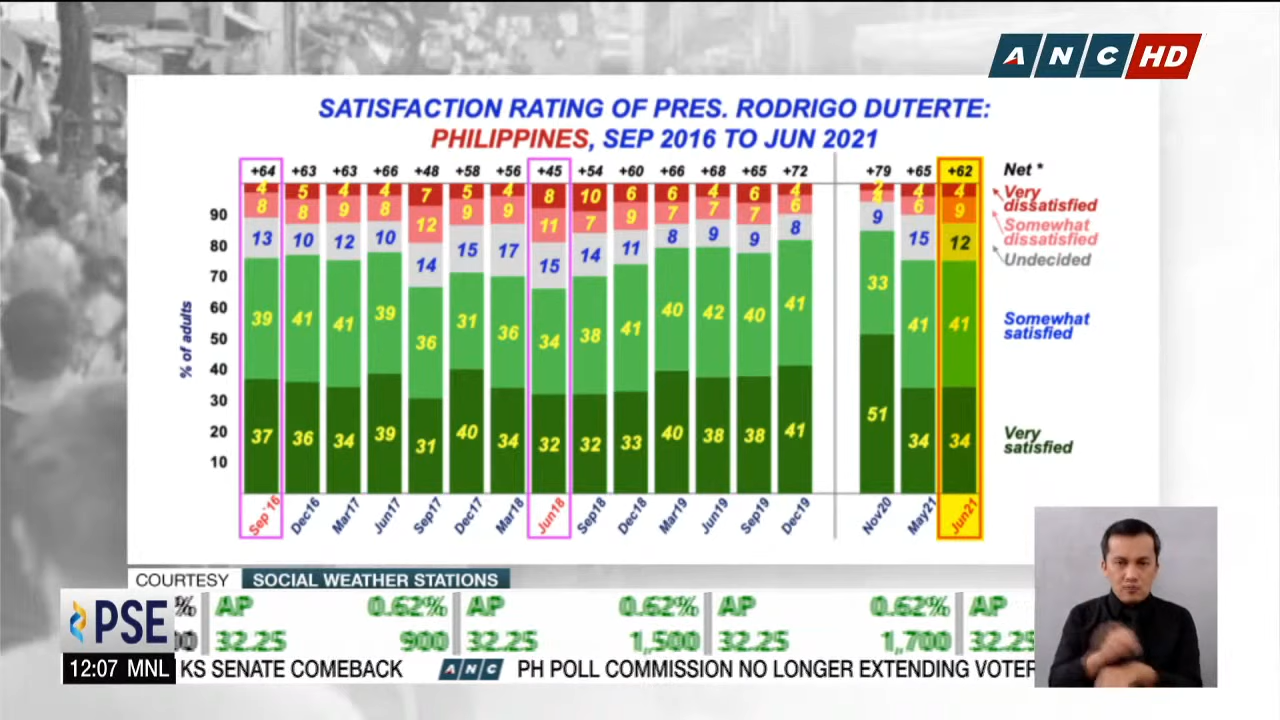 ANC HD
SATISFACTION RATING OF PRES. RODRIGO DUTERTE:
PHILIPPINES, SEP 2016 TO JUN 2021
+64 +63 +63 +66 +48 +58 +56 +45 +54 +60 +66 +68 +65 +72 +79 +65 +62 Net *
4 5 4 4 7 5 4 8 10 6 6 4 6 4 2 4 4 Very
dissatisfied
8 8 9 8 12 9 9 11 7 9 7 7 7 6 4 6 9 Somewhat
dissatisfied
13 10 12 10 14 15 17 15 14 11 8 9 9 8 9 15 12 Undecided
39 41 41 39 36 31 36 34 38 41 40 42 40 41 33 41 41 Somewhat
satisfied
37 36 34 39 31 40 34 32 32 33 40 38 38 41 51 34 34 Very
satisfied
% of adults
90
80
70
60
50
40
30
20
10
Sep`16 Dec16 Mar17 Jun17 Sep17 Dec17 Mar18 Jun18 Sep18 Dec18 Mar19 Jun19 Sep19 Dec19 Nov20 May21 Jun21
COURTESY SOCIAL WEATHER STATIONS
PSE
% AP 0.62% AP 0.62% AP 0.62% AP
00 32.25 900 32.25 1,500 32.25 1,700 32.25
12:07 MNL KS SENATE COMEBACK ANC PH POLL COMMISSION NO LONGER EXTENDING VOTER